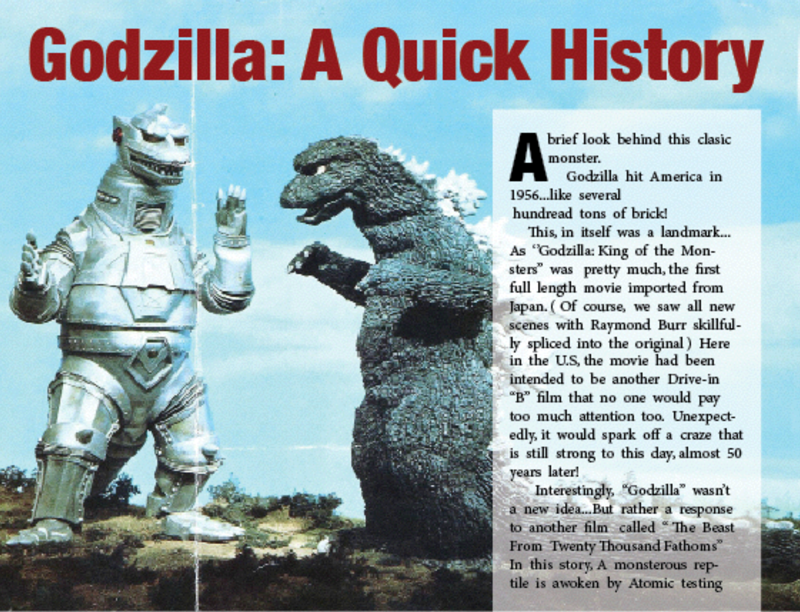 Godzilla: A Quick History
A brief look behind this clasic
monster.
Godzilla hit America in
1956...like several
hundread tons of brick!
This, in itself was a landmark...
As "Godzilla: King of the Mon-
sters" was pretty much, the first
full length movie imported from
Japan. ( Of course, we saw all new
scenes with Raymond Burr skillful-
ly spliced into the original ) Here
in the U.S, the movie had been
intended to be another Drive-in
"B" film that no one would pay
too much attention too. Unexpect-
edly, it would spark off a craze that
is still strong to this day, almost 50
years later!
Interestingly, "Godzilla" wasn't
a new idea...But rather a response
to another film called " The Beast
From Twenty Thousand Fathoms"
In this story, A monsterous rep-
tile is awoken by Atomic testing